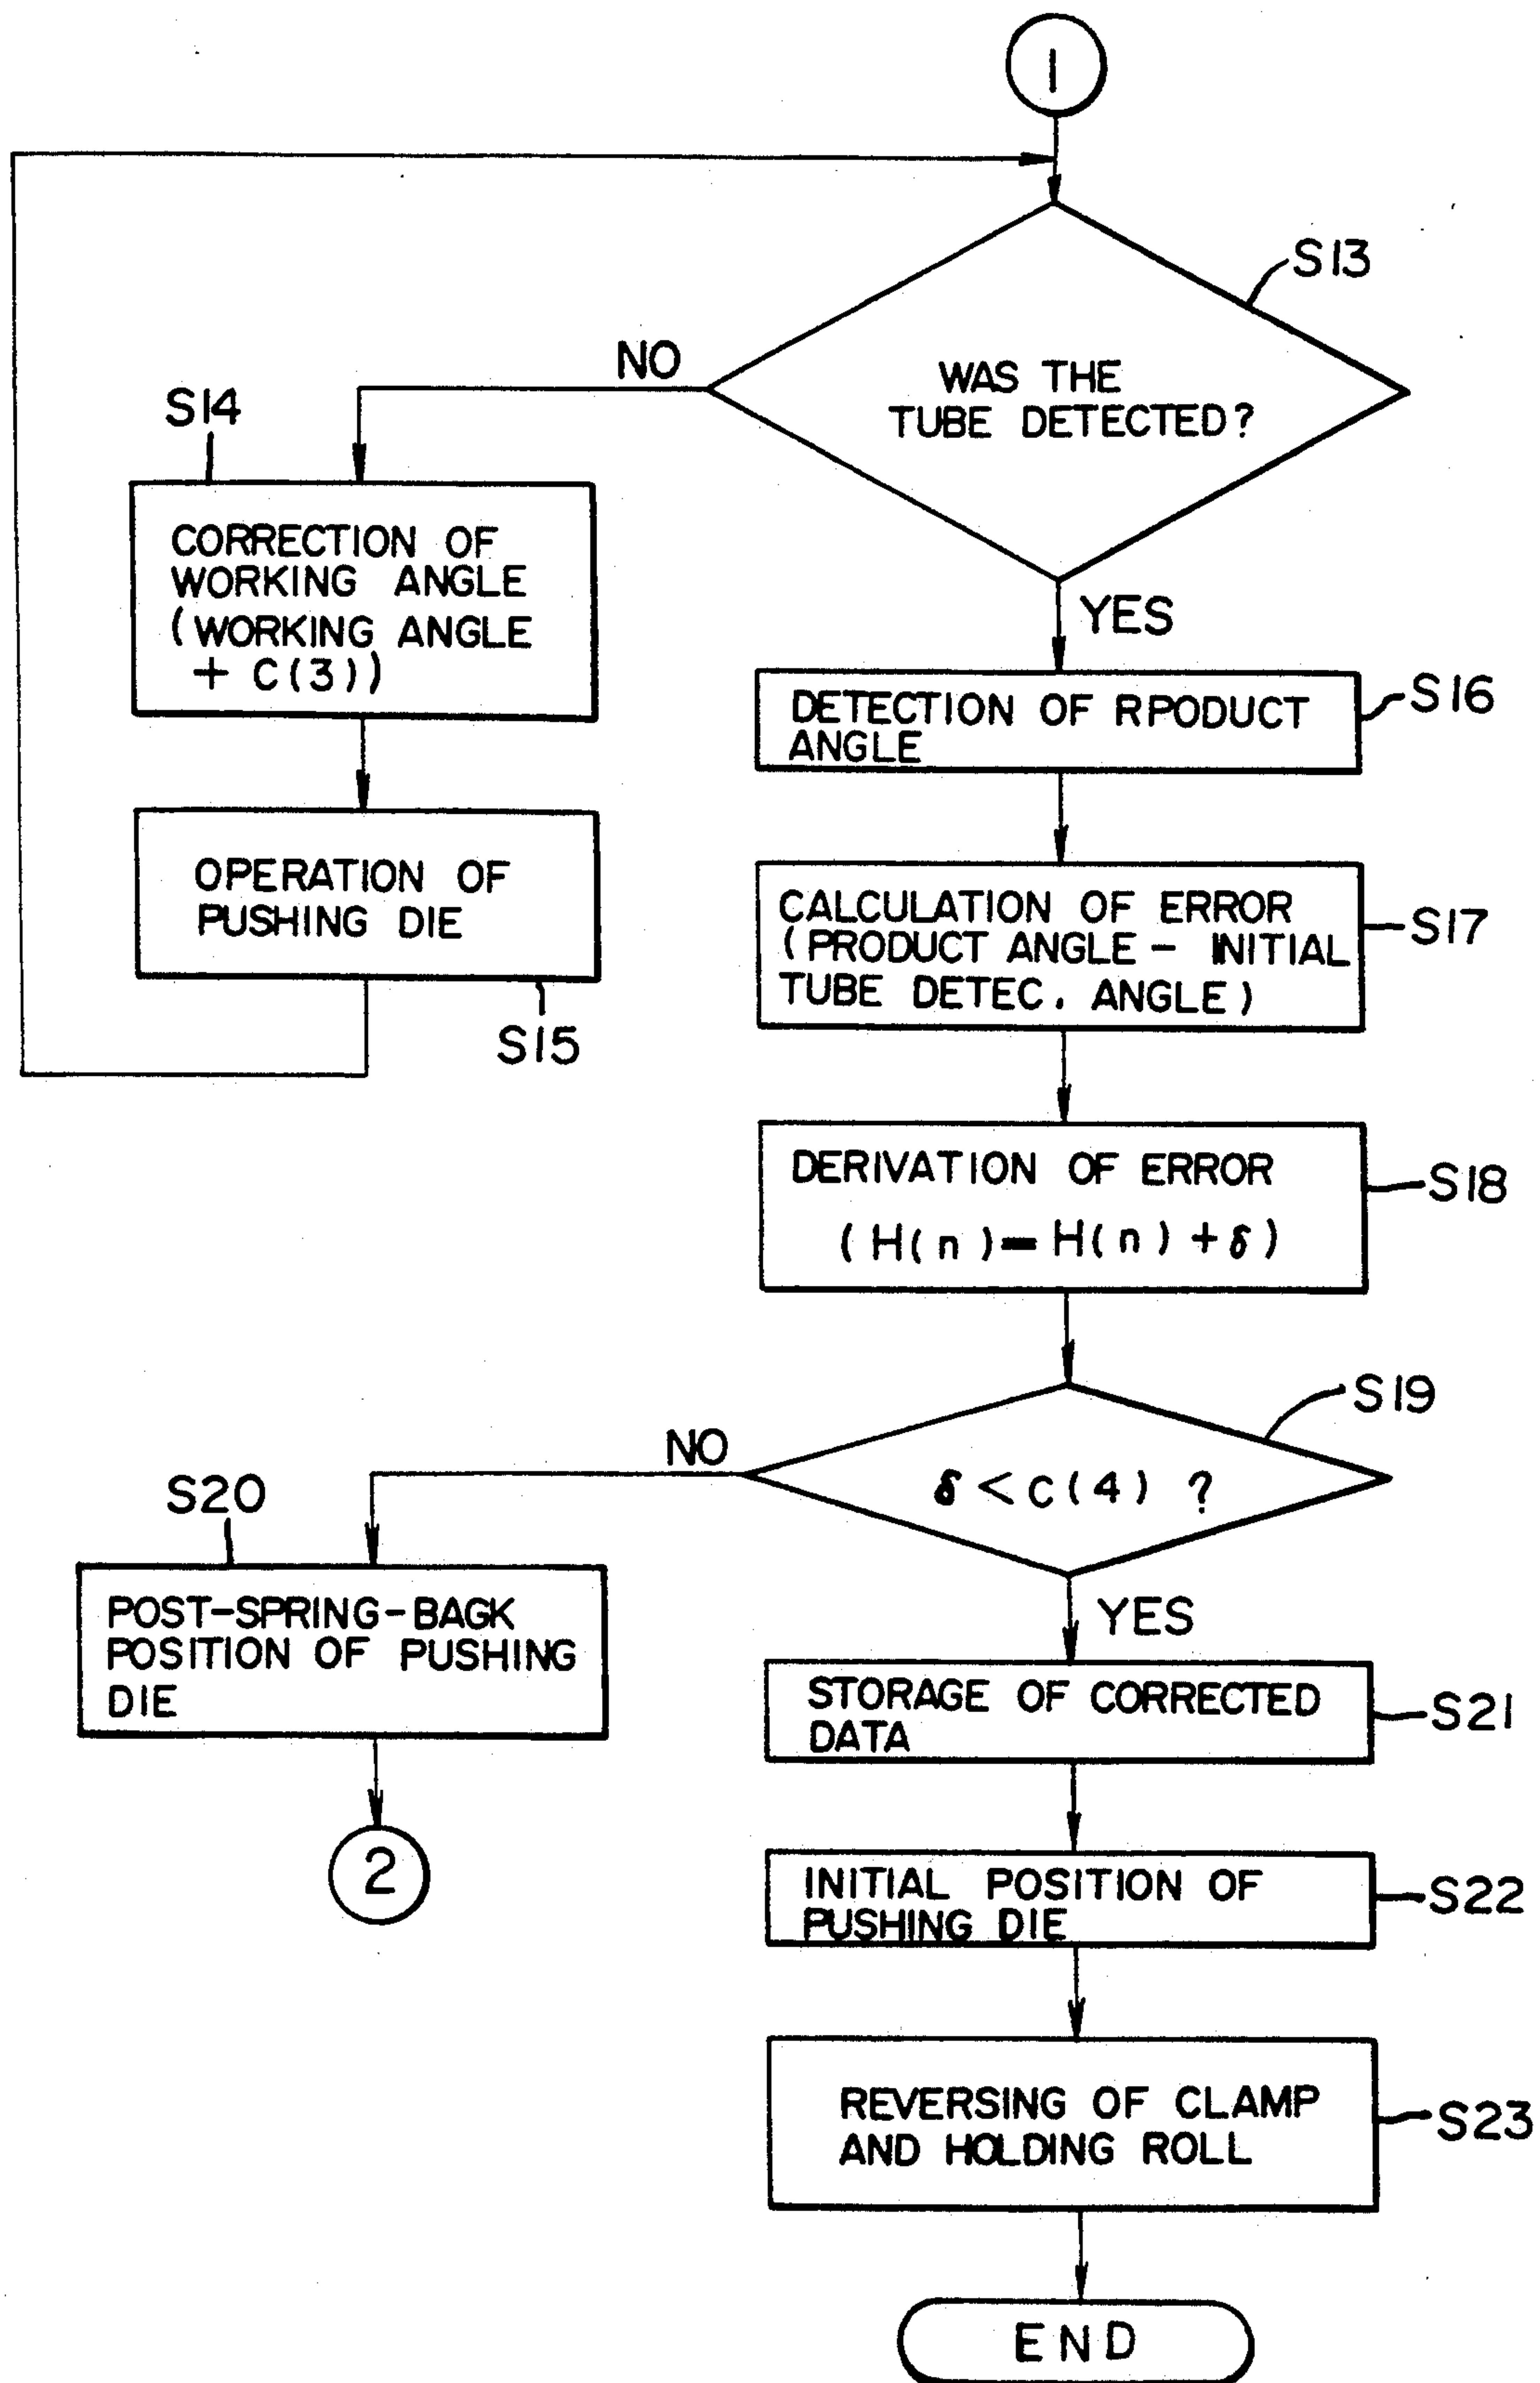 1
S13
WAS THE
TUBE DETECTED?
NO
S14
CORRECTION OF
WORKING ANGLE
(WORKING ANGLE
+ C(3))
OPERATION OF
PUSHING DIE
S15
YES
DETECTION OF RPODUCT
ANGLE
S16
CALCULATION OF ERROR
(PRODUCT ANGLE - INITIAL
TUBE DETEC. ANGLE)
S17
DERIVATION OF ERROR
(H(n)=H(n)+δ)
S18
δ<C(4) ?
S19
NO
S20
POST-SPRING-BAGK
POSITION OF PUSHING
DIE
2
YES
STORAGE OF CORRECTED
DATA
S21
INITIAL POSITION OF
PUSHING DIE
S22
REVERSING OF CLAMP
AND HOLDING ROLL
S23
END